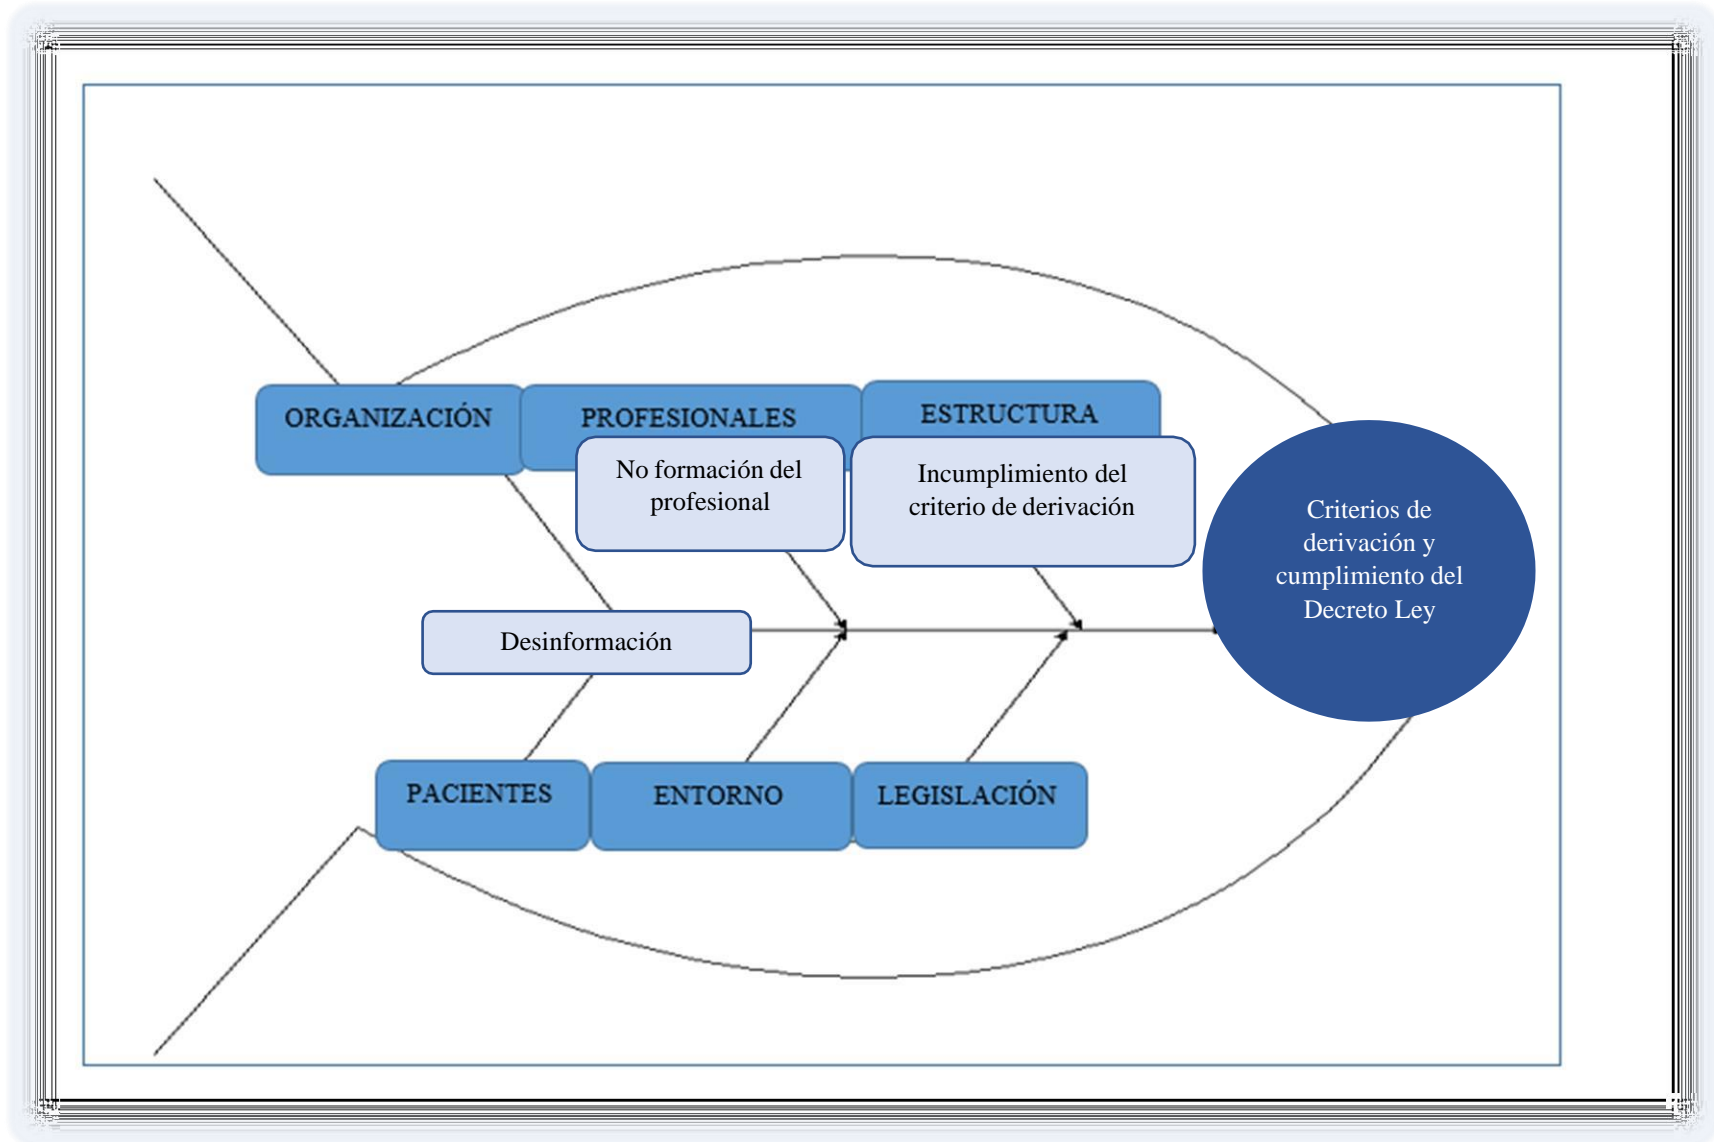 ORGANIZACIÓN
PROFESIONALES
ESTRUCTURA
No formación del
profesional
Incumplimiento del
criterio de derivación
Criterios de
derivación y
cumplimiento del
Decreto Ley
Desinformación
PACIENTES
ENTORNO
LEGISLACIÓN